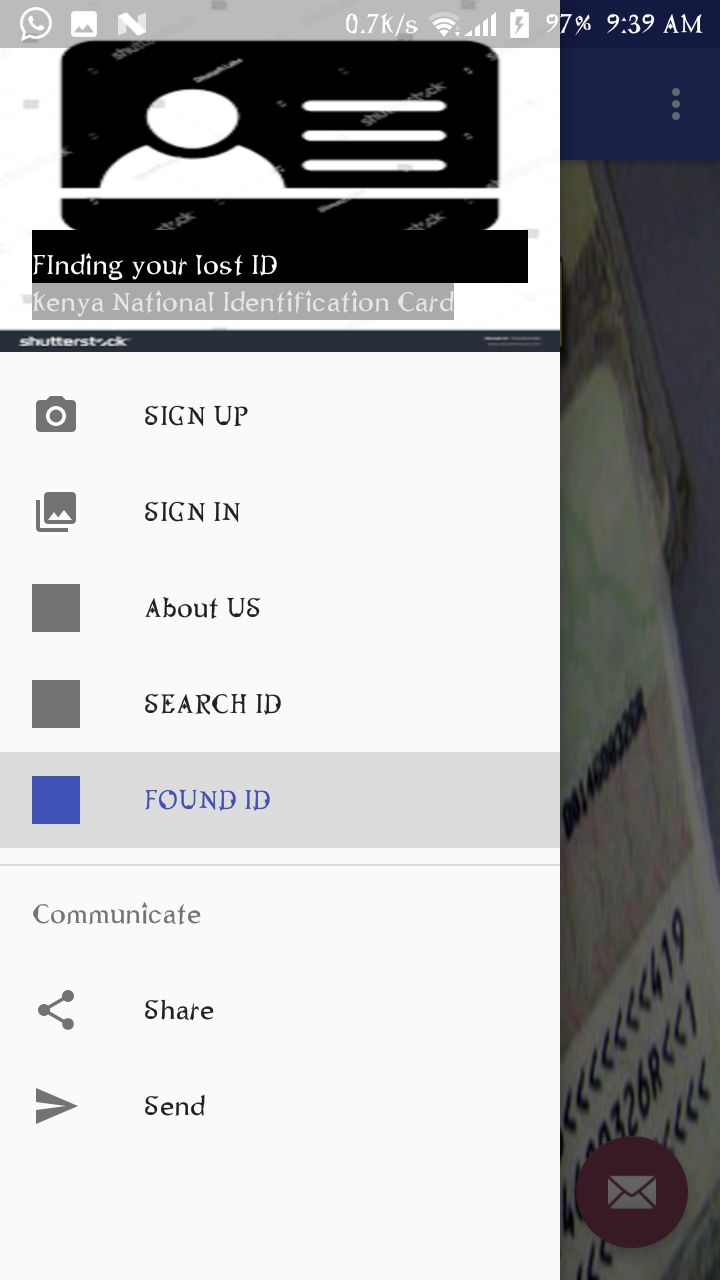 0.7K/s 97% 9:39 AM
shutterstock
FInding your lost ID
Kenya National Identification Card
shutterstock
SIGN UP
SIGN IN
About US
SEARCH ID
FOUND ID
Communicate
Share
Send